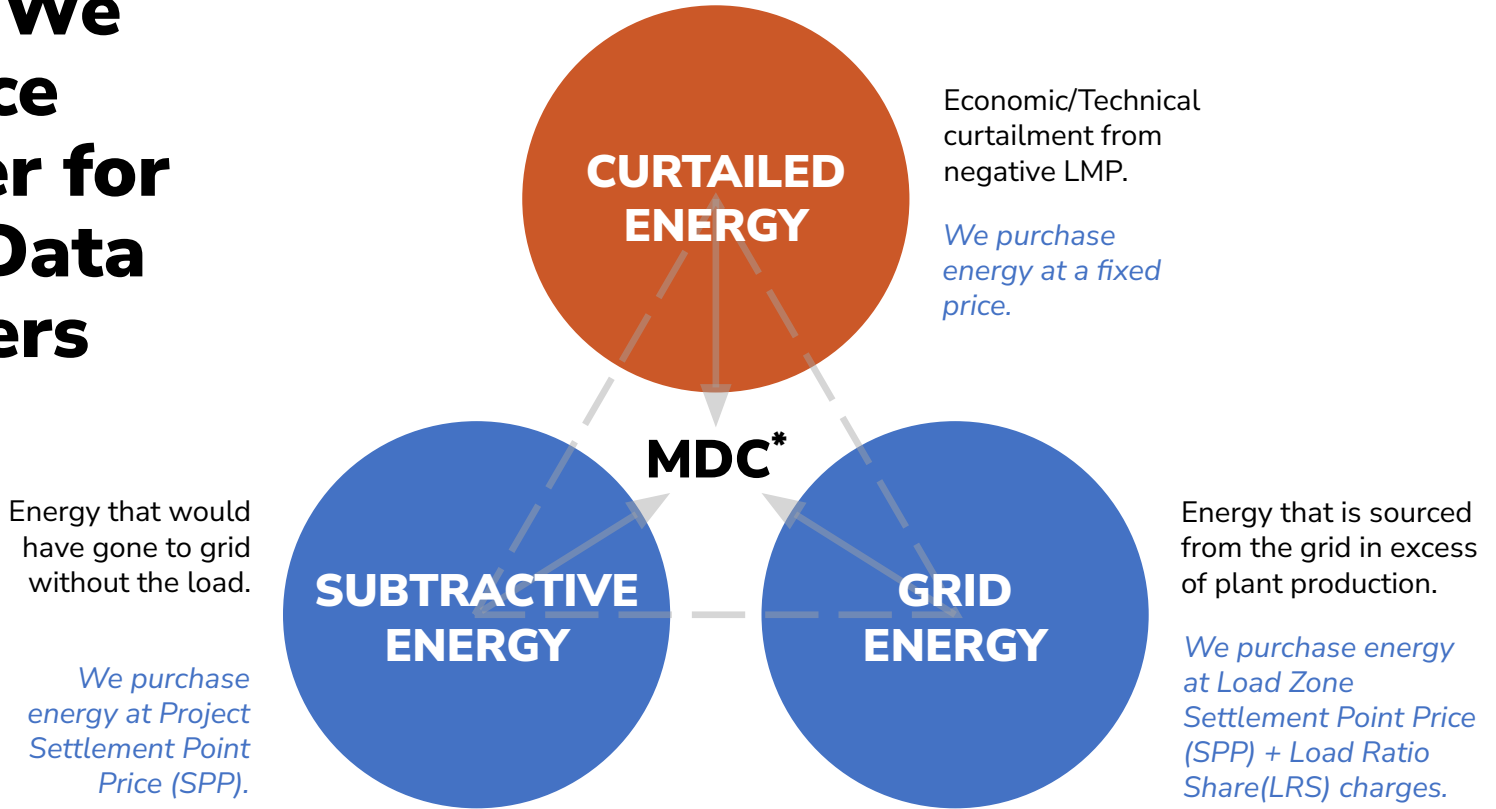 We
ce
er for
Data
ers
CURTAILED
ENERGY
Economic/Technical
curtailment from
negative LMP.
We purchase
energy at a fixed
price.
MDC*
Energy that would
have gone to grid
without the load.
We purchase
energy at Project
Settlement Point
Price (SPP).
SUBTRACTIVE
ENERGY
GRID
ENERGY
Energy that is sourced
from the grid in excess
of plant production.
We purchase energy
at Load Zone
Settlement Point Price
(SPP) + Load Ratio
Share(LRS) charges.